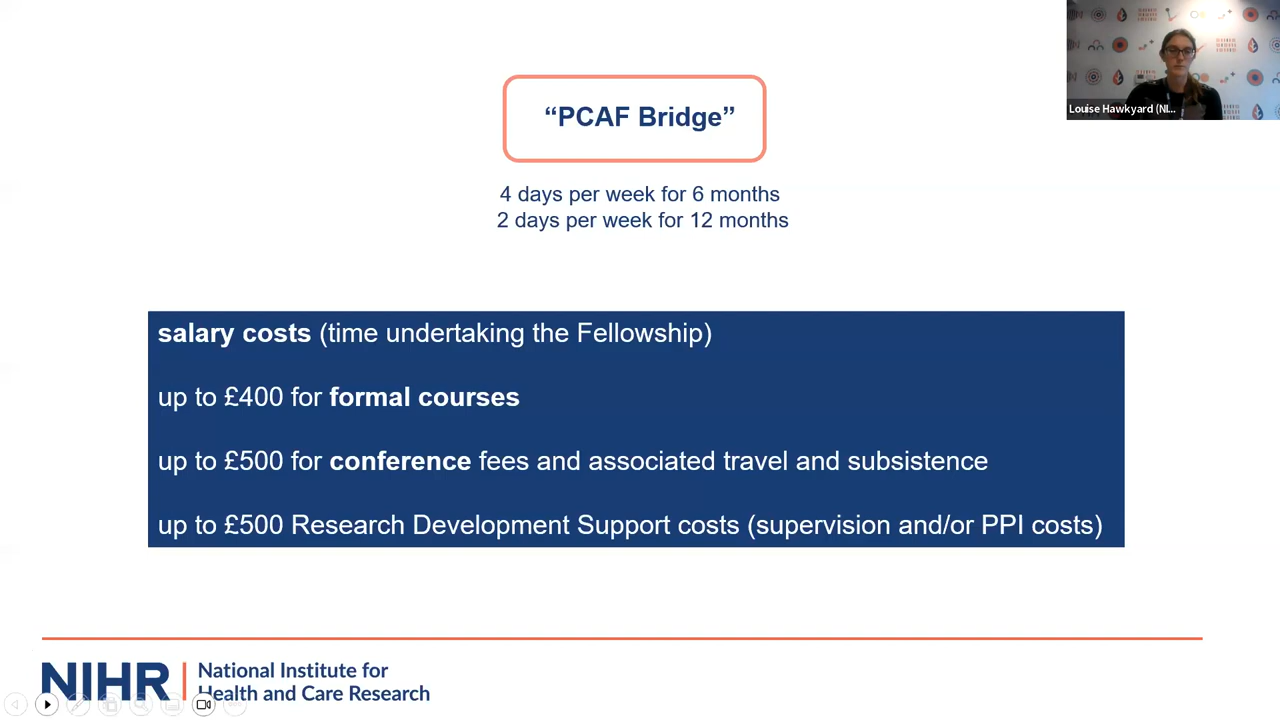 “PCAF Bridge”
4 days per week for 6 months
2 days per week for 12 months
salary costs (time undertaking the Fellowship)
up to £400 for formal courses
up to £500 for conference fees and associated travel and subsistence
up to £500 Research Development Support costs (supervision and/or PPI costs)
Louise Hawkyard (NI...
NIHR | National Institute for
Health and Care Research